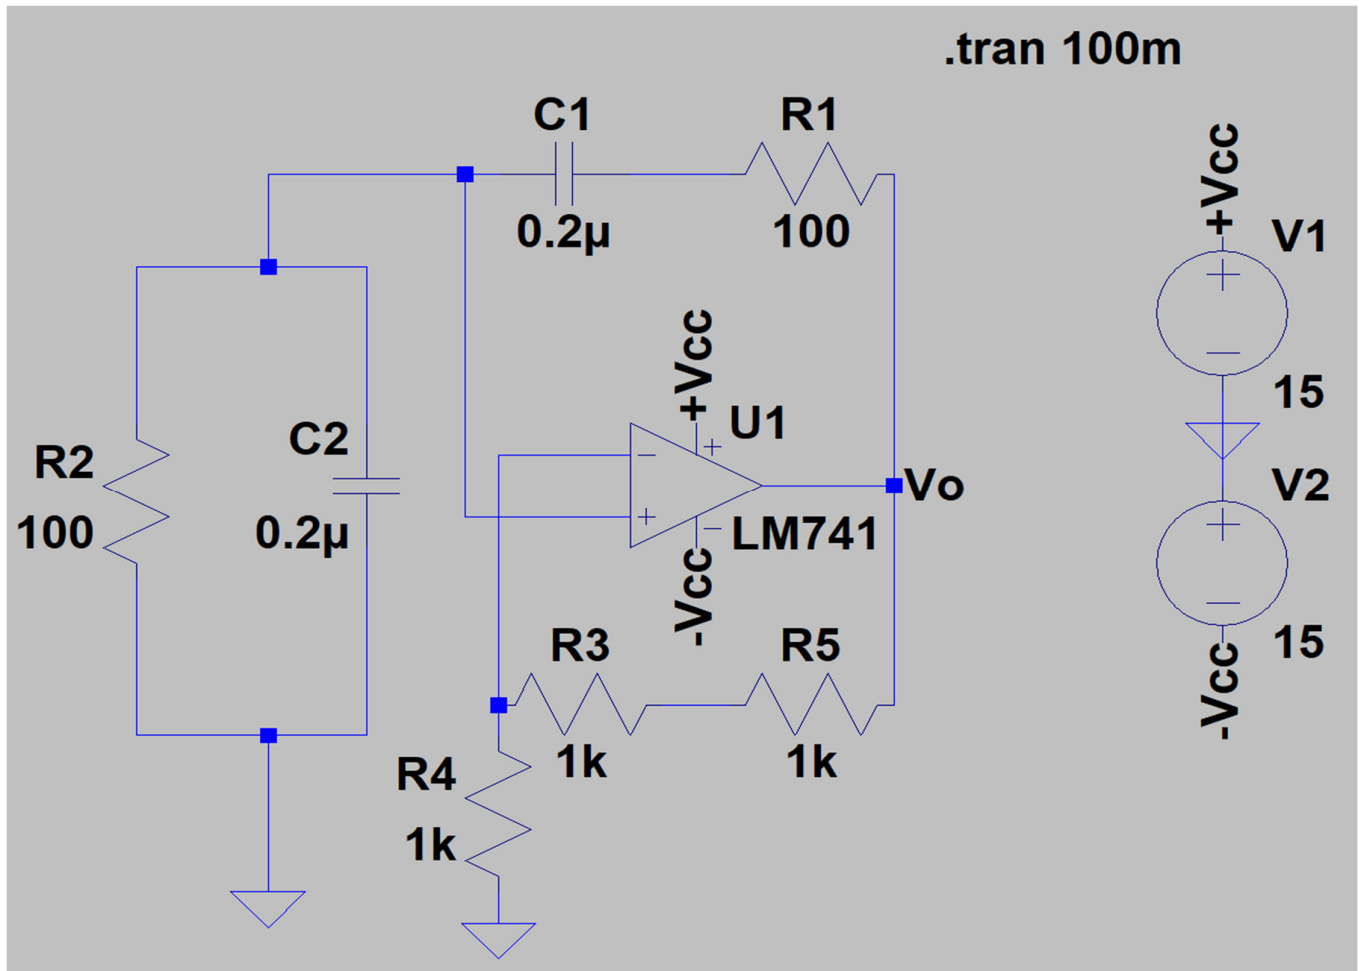 .tran 100m
C1
0.2µ
R1
100
+Vcc
V1
15
R2
100
C2
0.2µ
+Vcc
U1
LM741
-Vcc
Vo
V2
15
-Vcc
R3
1k
R5
1k
R4
1k